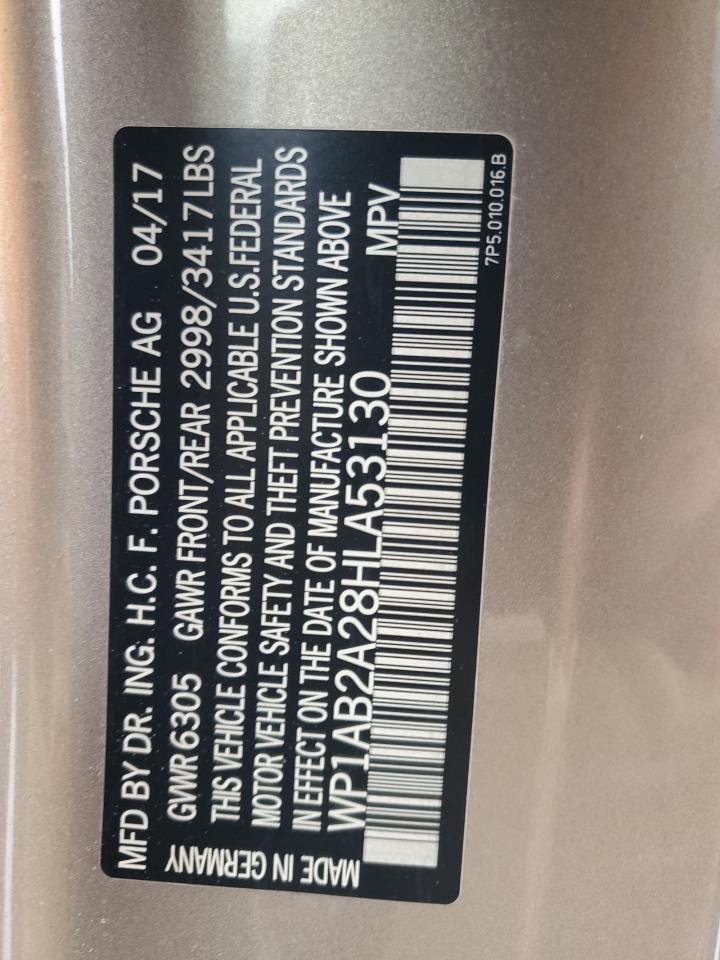 MFD BY DR. ING. H.C. F. PORSCHE AG 04/17
GVWR 6305 GAWR FRONT/REAR 2998/3417 LBS
THIS VEHICLE CONFORMS TO ALL APPLICABLE U.S.FEDERAL
MOTOR VEHICLE SAFETY AND THEFT PREVENTION STANDARDS
IN EFFECT ON THE DATE OF MANUFACTURE SHOWN ABOVE
WP1AB2A28HLA53130 MPV
MADE IN GERMANY
7P5.010.016.B